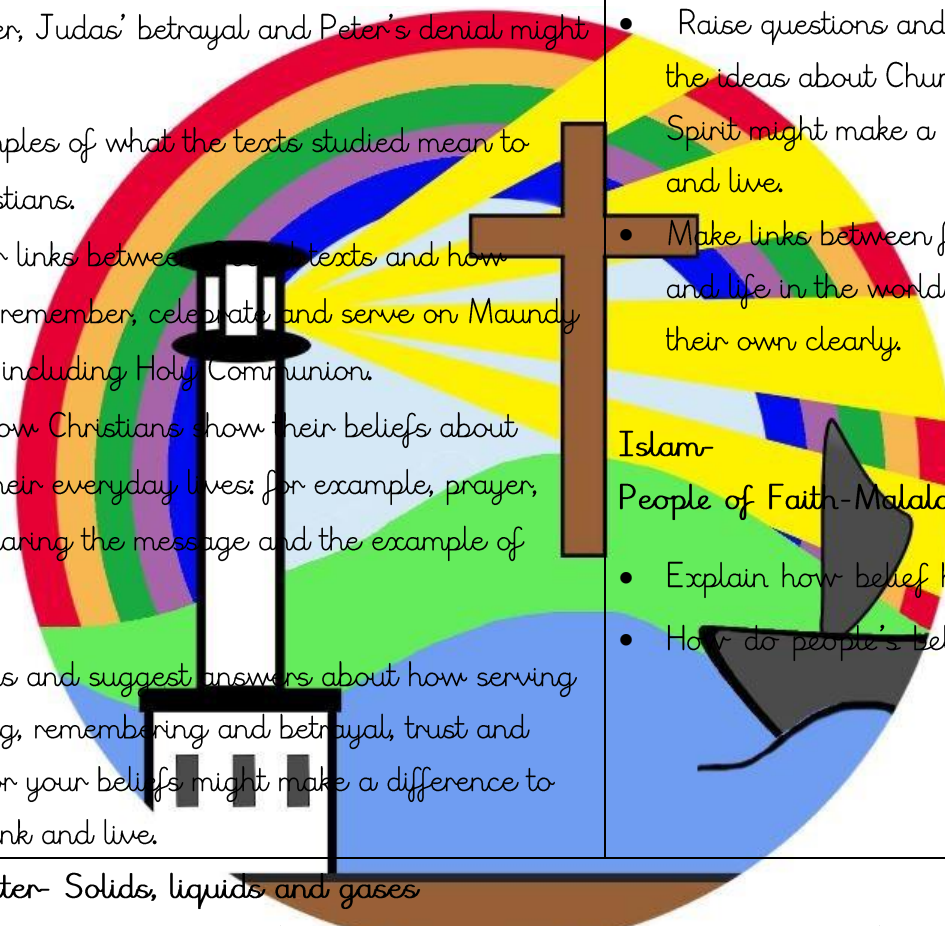 er, Judas' betrayal and Peter's denial might
ples of what the texts studied mean to
stians.
links between texts and how
remember, celebrate and serve on Maundy
including Holy Communion.
ow Christians show their beliefs about
eir everyday lives: for example, prayer,
aring the message and the example of
s and suggest answers about how serving
g, remembering and betrayal, trust and
or your beliefs might make a difference to
nk and live.
ter- Solids, liquids and gases
• Raise questions and
the ideas about Chur
Spirit might make a
and live.
• Make links between f
and life in the world
their own clearly.
Islam-
People of Faith-Malala
• Explain how belief h
• How do people's bel